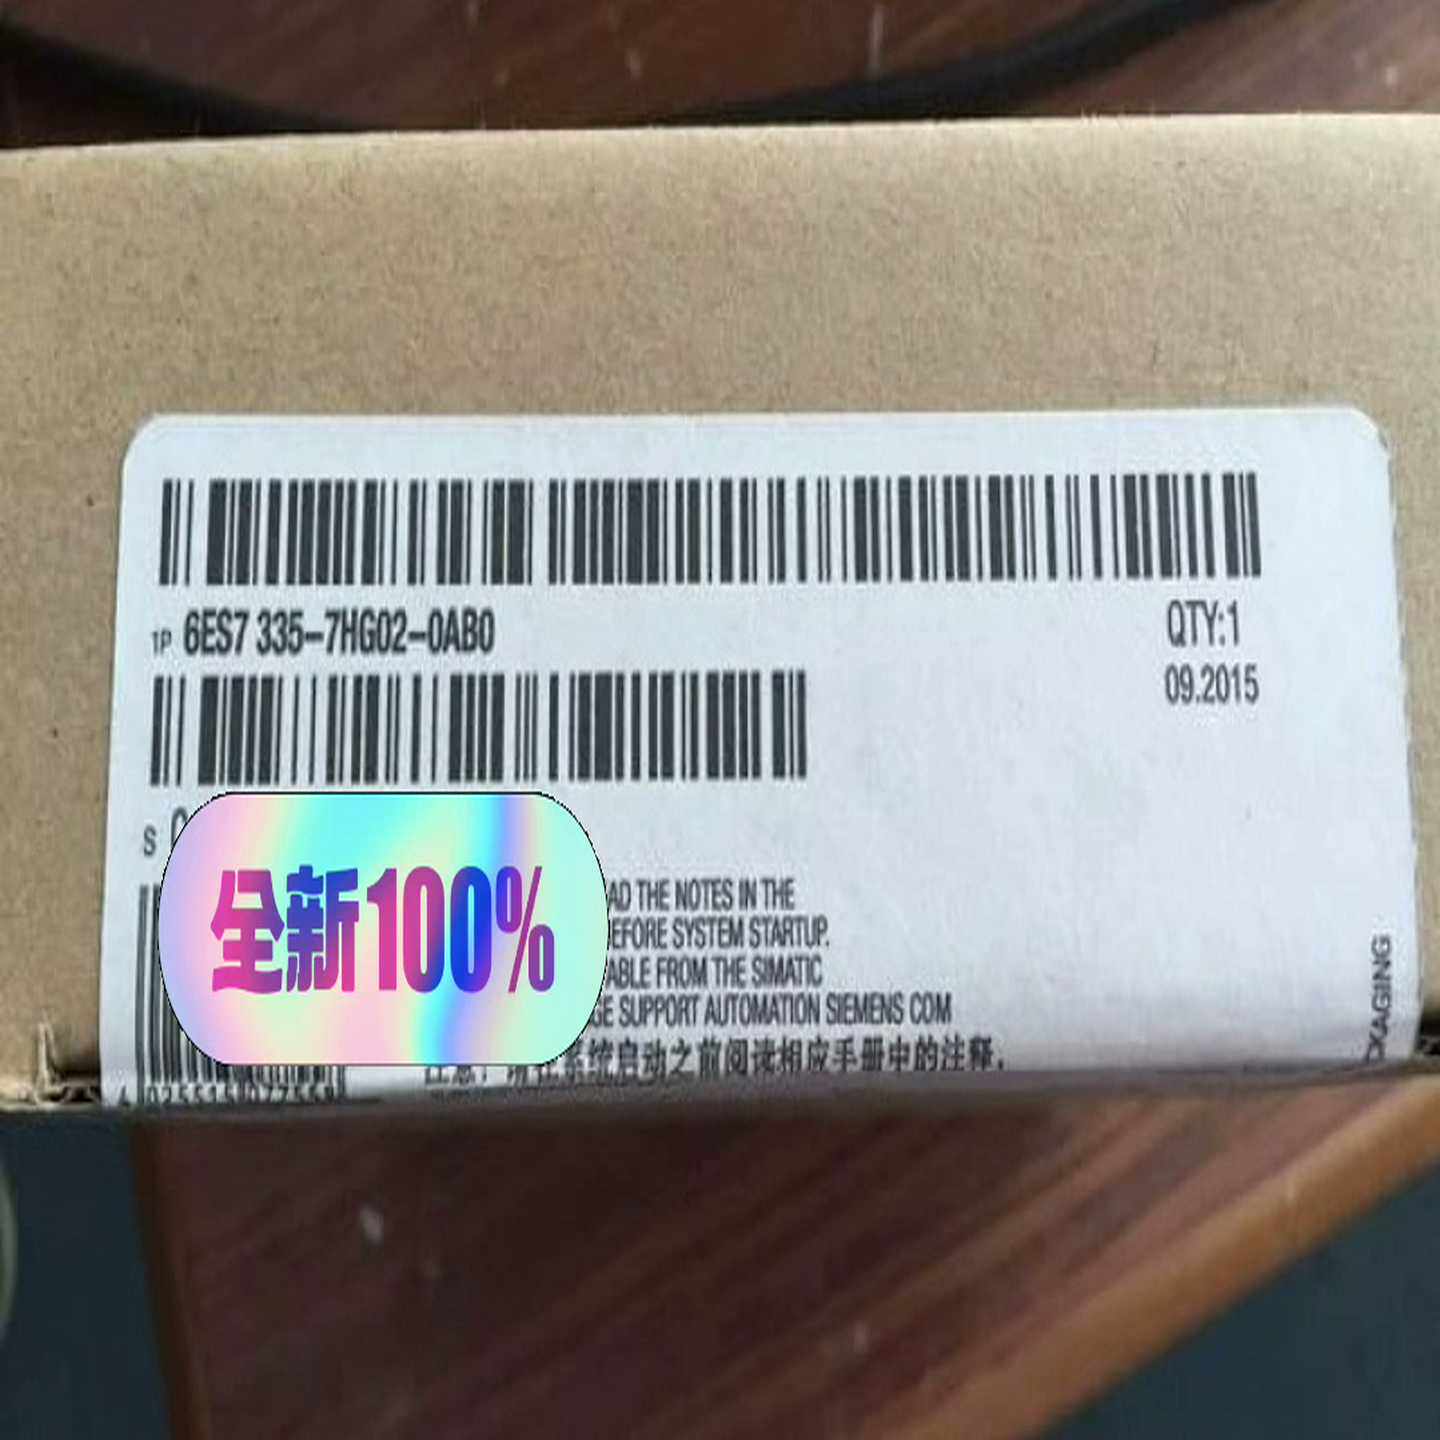 1P 6ES7 335-7HG02-0AB0
QTY:1
09.2015
S
全新100%
AD THE NOTES IN THE
EFORE SYSTEM STARTUP.
ABLE FROM THE SIMATIC
GE SUPPORT AUTOMATION SIEMENS COM
系统启动之前阅读相应手册中的注释.
CKAGING